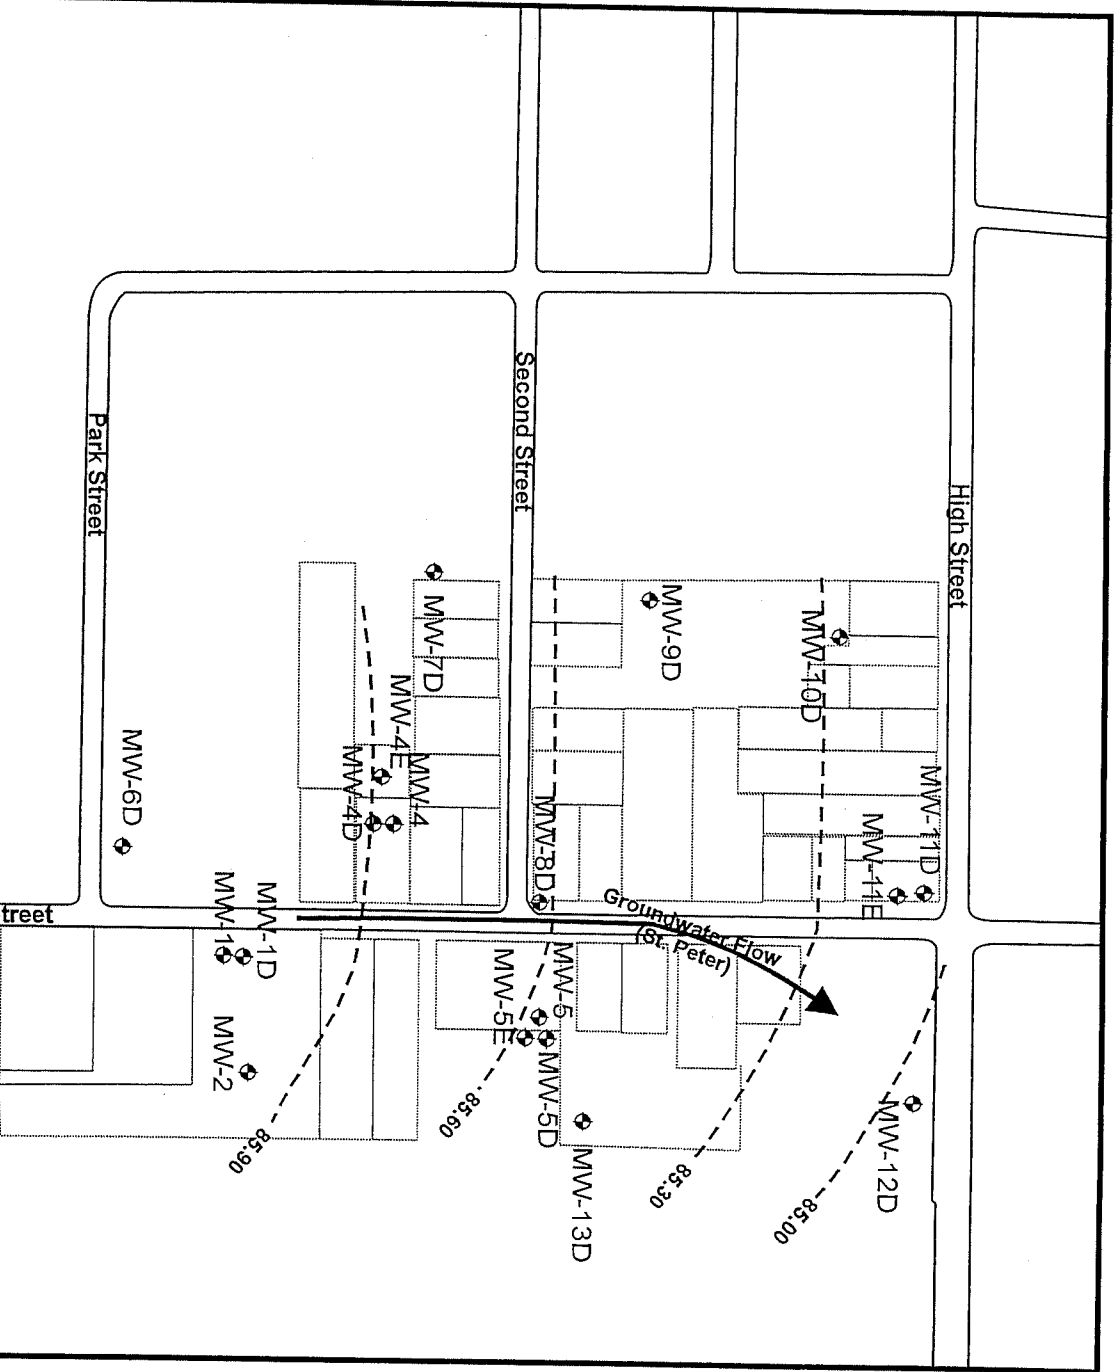 High Street
Second Street
Park Street
MW-9D
MW-10D
MW-7D
MW-4E
MW-4
MW-4D
MW-6D
MW-11D
MW-11E
MW-8D
Groundwater Flow
(St. Peter)
treet
MW-1
MW-1D
MW-2
MW-5
MW-5E
MW-5D
MW-13D
MW-12D
85.90
85.60
85.30
85.00